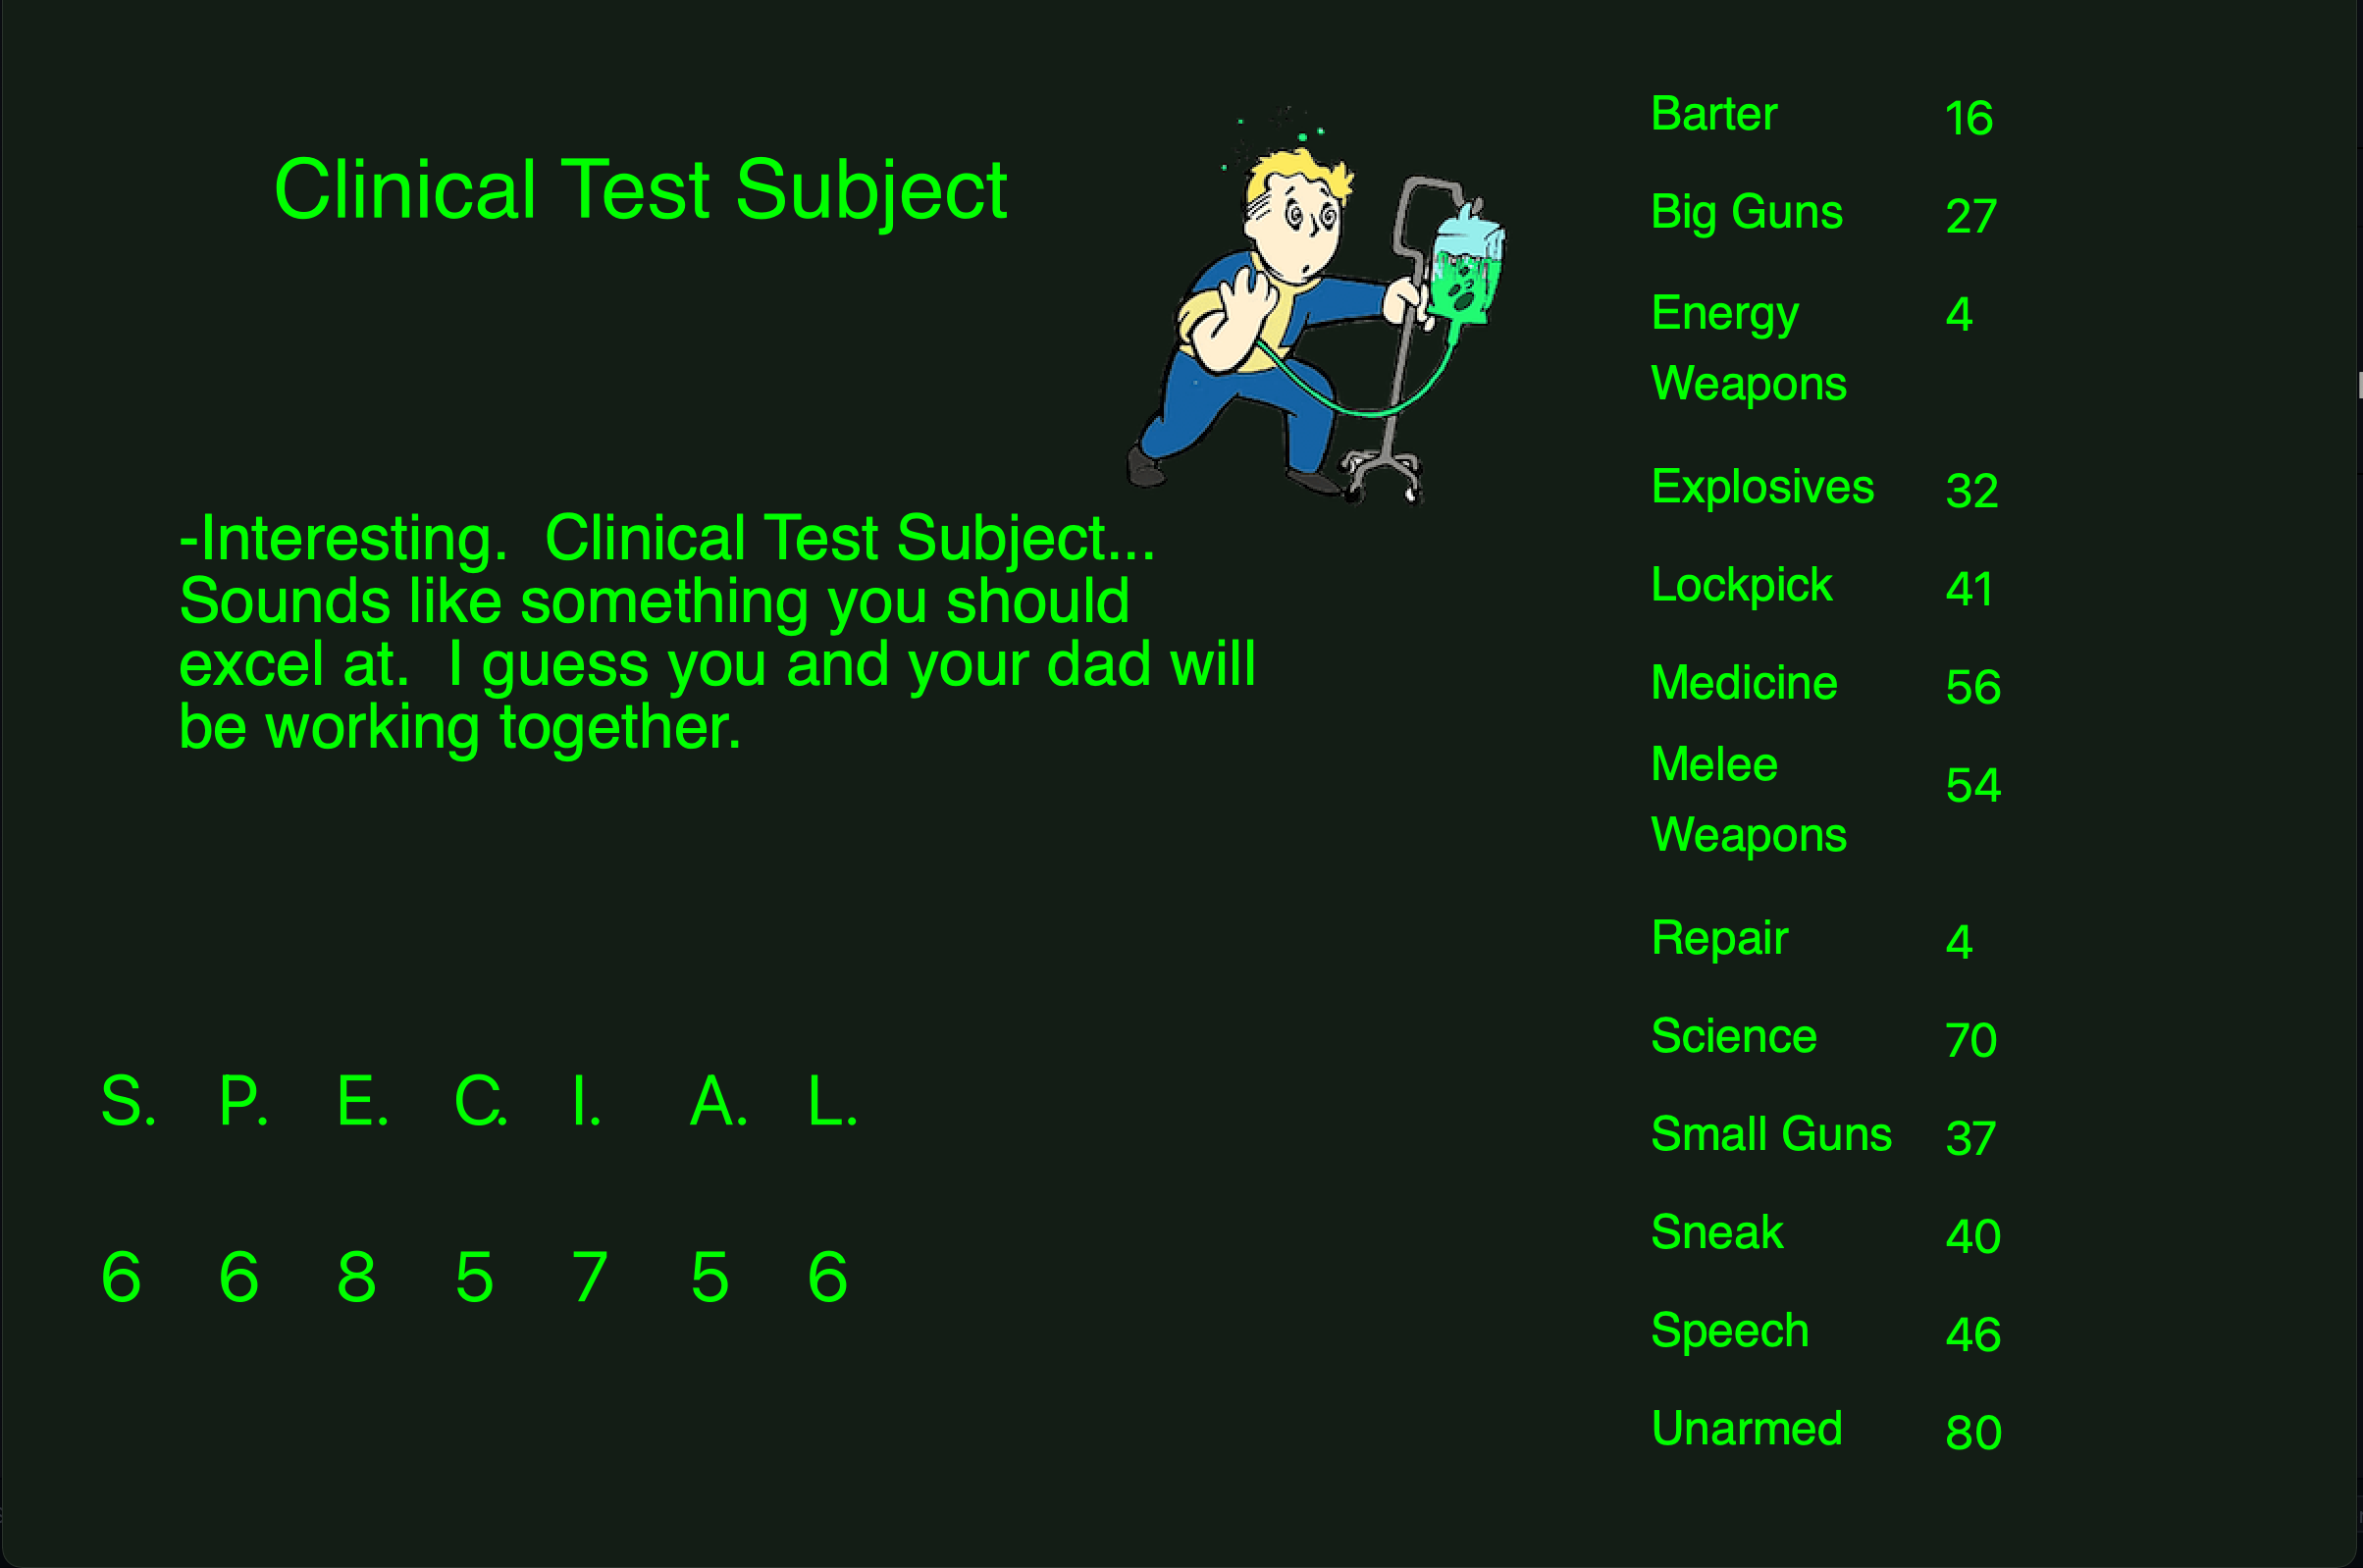 Clinical Test Subject
-Interesting.  Clinical Test Subject...
Sounds like something you should
excel at.  I guess you and your dad will
be working together.
S. P. E. C. I. A. L.
6 6 8 5 7 5 6
Barter 16
Big Guns 27
Energy 4
Weapons
Explosives 32
Lockpick 41
Medicine 56
Melee 54
Weapons
Repair 4
Science 70
Small Guns 37
Sneak 40
Speech 46
Unarmed 80